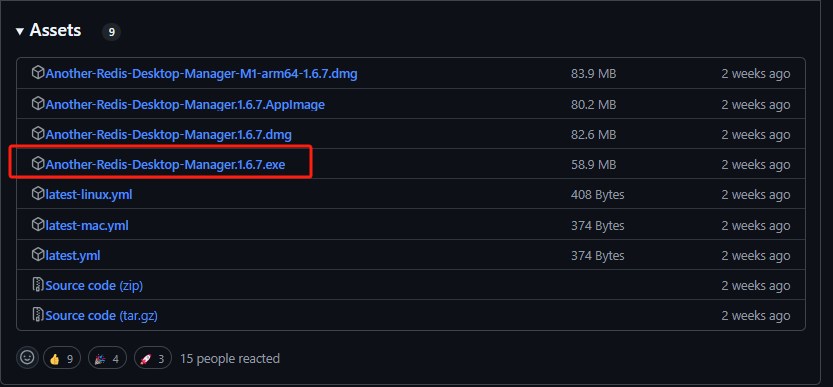 Assets 9
Another-Redis-Desktop-Manager-M1-arm64-1.6.7.dmg 83.9 MB 2 weeks ago
Another-Redis-Desktop-Manager.1.6.7.AppImage 80.2 MB 2 weeks ago
Another-Redis-Desktop-Manager.1.6.7.dmg 82.6 MB 2 weeks ago
Another-Redis-Desktop-Manager.1.6.7.exe 58.9 MB 2 weeks ago
latest-linux.yml 408 Bytes 2 weeks ago
latest-mac.yml 374 Bytes 2 weeks ago
latest.yml 374 Bytes 2 weeks ago
Source code (zip) 2 weeks ago
Source code (tar.gz) 2 weeks ago
👍 9 🎉 4 🚀 3 15 people reacted